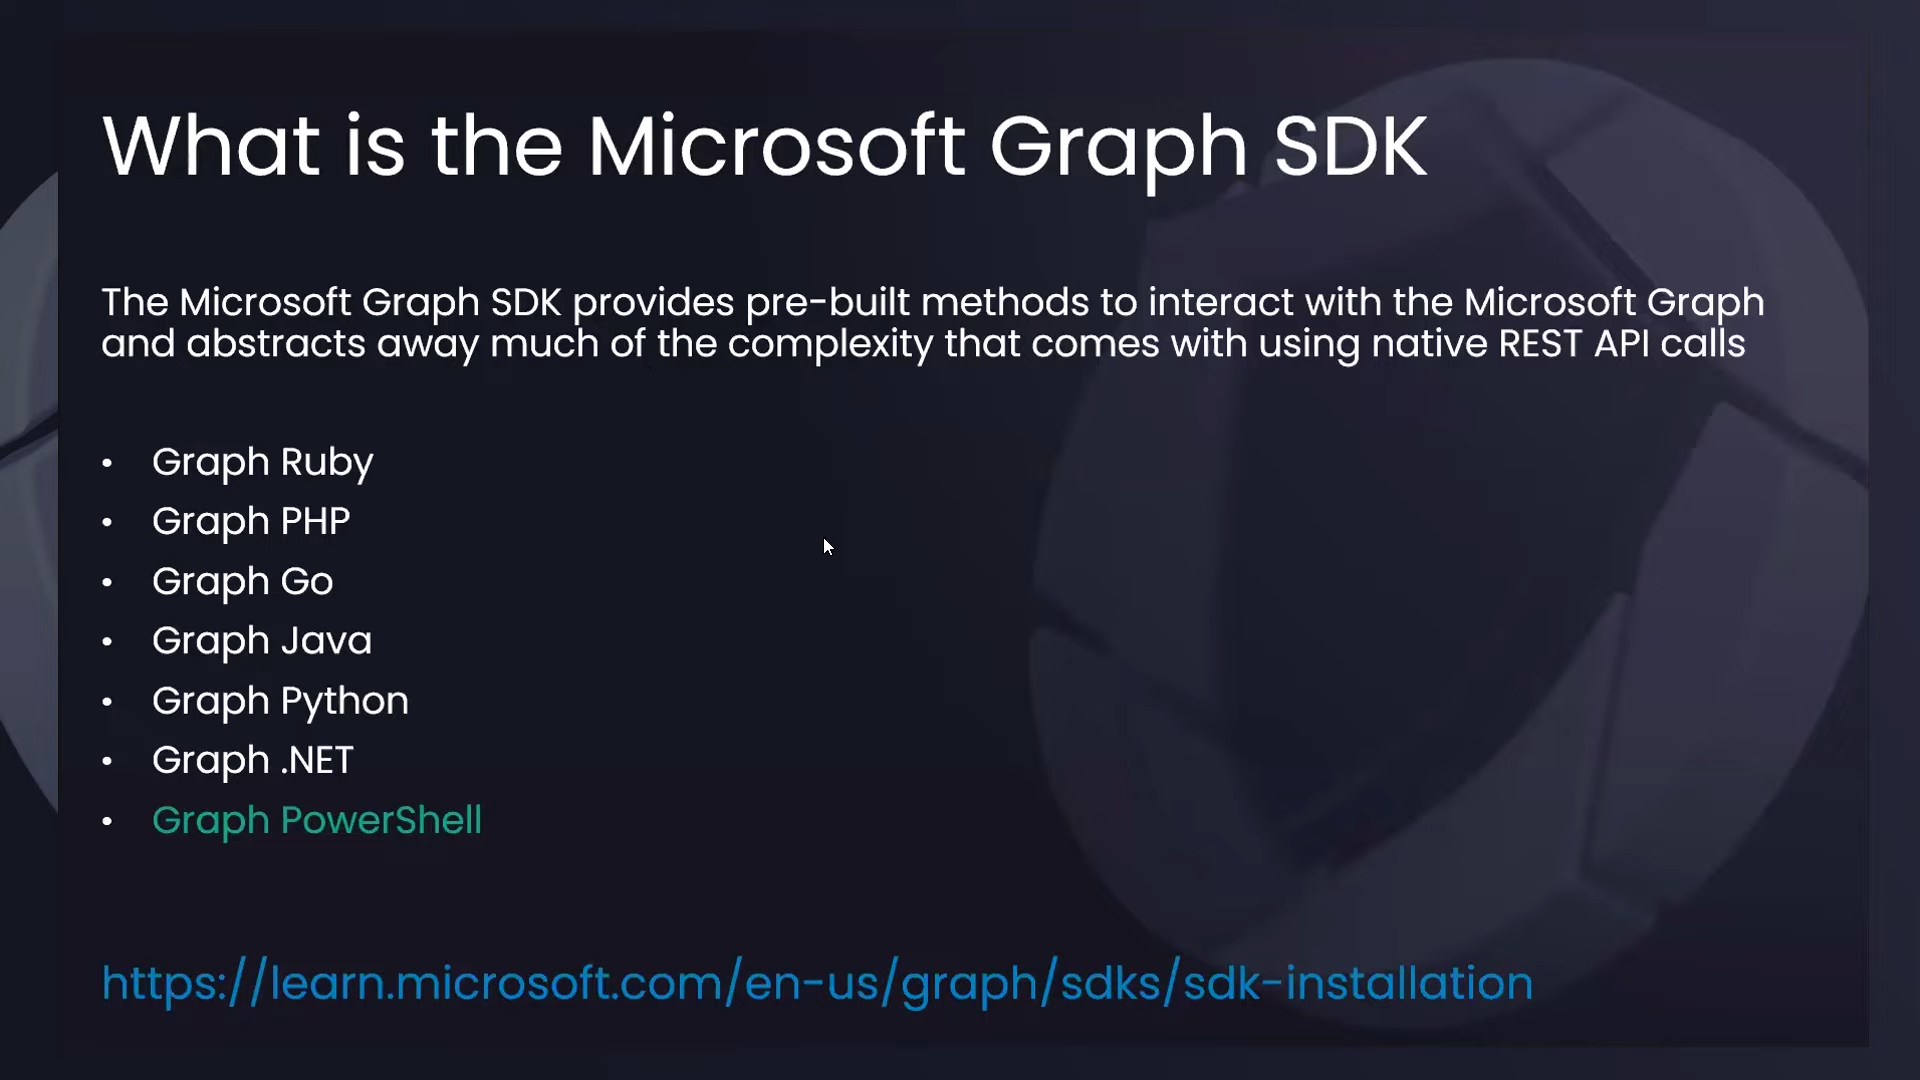 What is the Microsoft Graph SDK
The Microsoft Graph SDK provides pre-built methods to interact with the Microsoft Graph
and abstracts away much of the complexity that comes with using native REST API calls
• Graph Ruby
• Graph PHP
• Graph Go
• Graph Java
• Graph Python
• Graph .NET
• Graph PowerShell
https://learn.microsoft.com/en-us/graph/sdks/sdk-installation